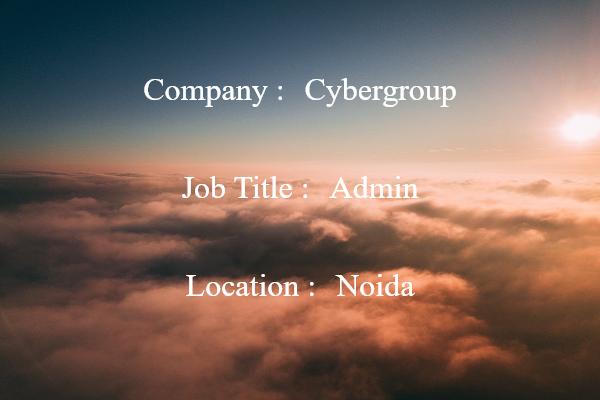 Company : Cybergroup
Job Title : Admin
Location : Noida